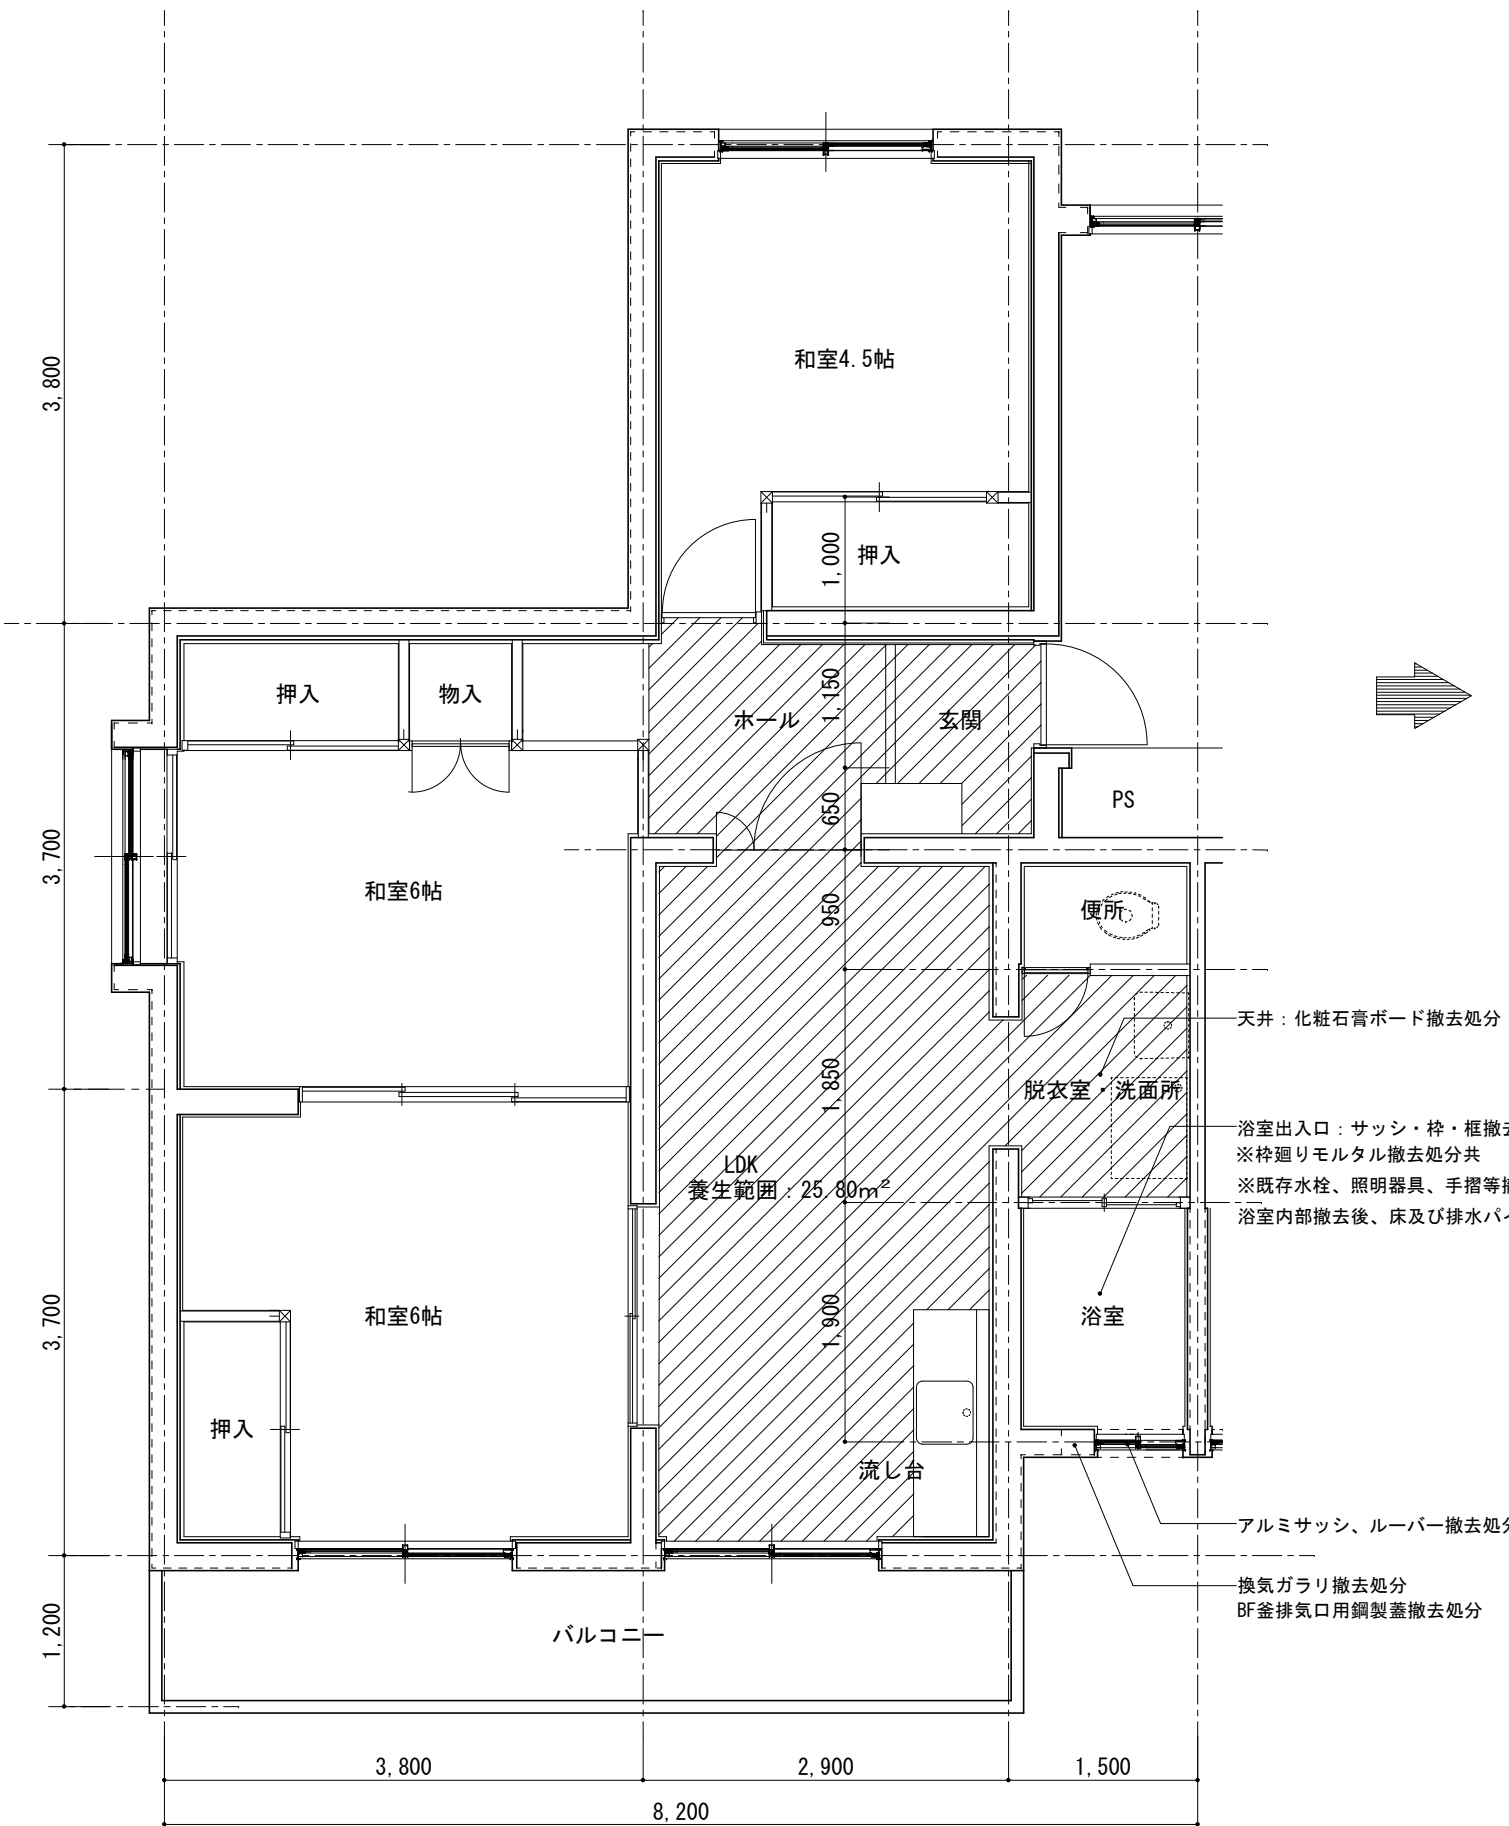 3,800
和室4.5帖
1,000
押入
押入
物入
ホール
1,150
玄関
650
PS
3,700
和室6帖
950
便所
天井：化粧石膏ボード撤去処分
1,850
脱衣室・洗面所
浴室出入口：サッシ・枠・框撤
※枠廻りモルタル撤去処分共
LDK
養生範囲：25.80m²
※既存水栓、照明器具、手摺等
浴室内部撤去後、床及び排水パ
3,700
和室6帖
1,900
浴室
押入
流し台
アルミサッシ、ルーバー撤去処
換気ガラリ撤去処分
BF釜排気口用鋼製蓋撤去処分
1,200
バルコニー
3,800
2,900
1,500
8,200